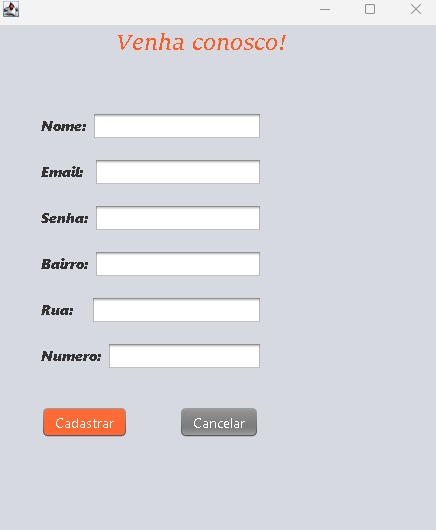 Venha conosco!
Nome:
Email:
Senha:
Bairro:
Rua:
Numero:
Cadastrar Cancelar